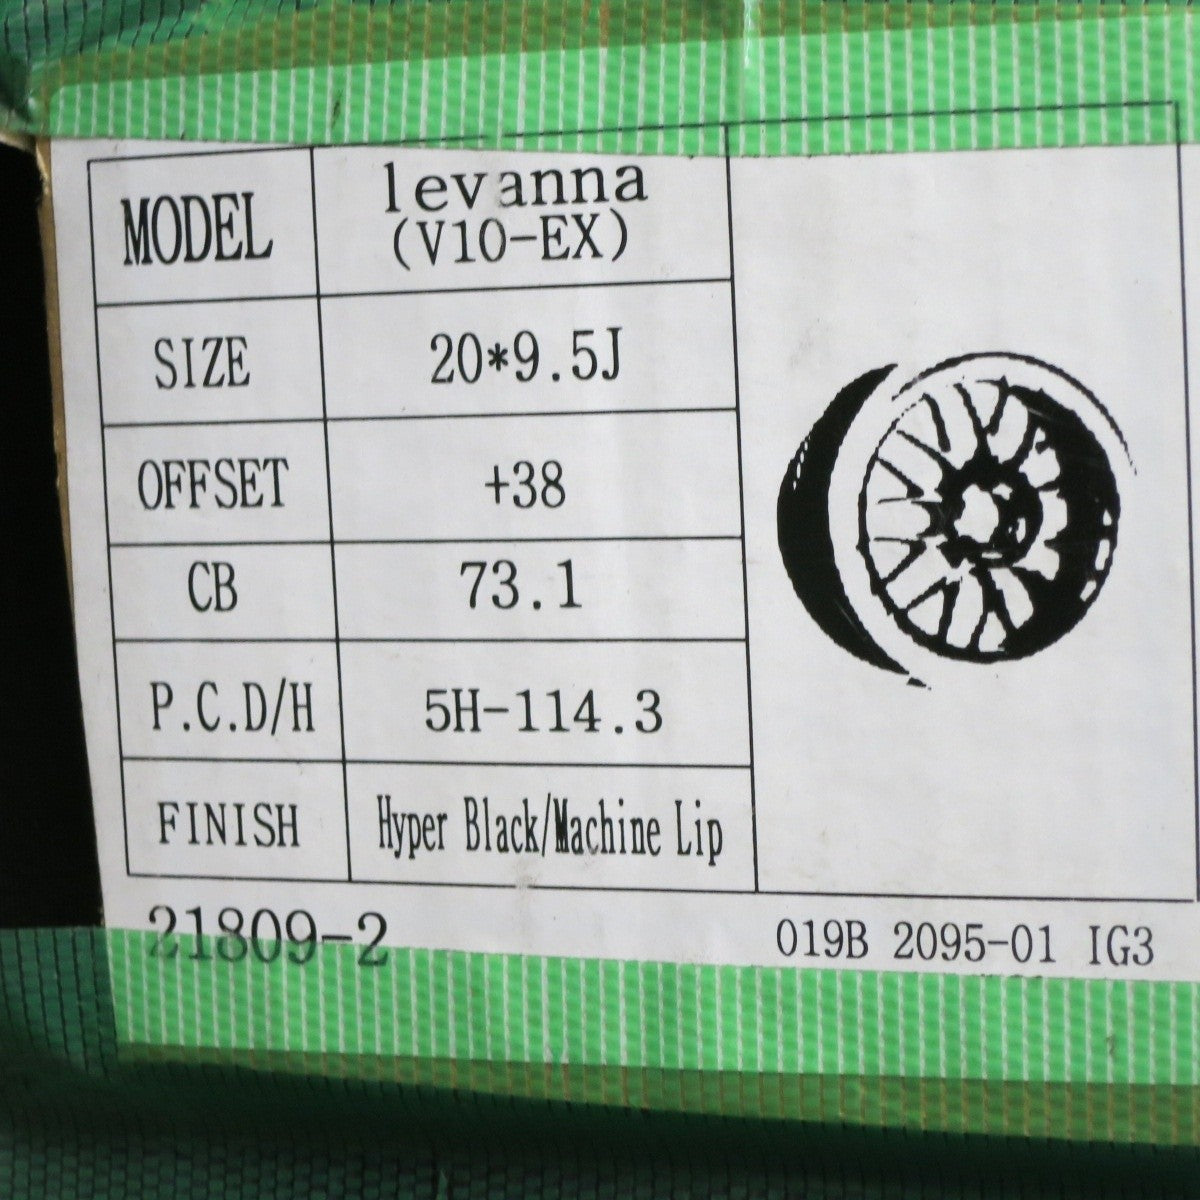 MODEL
levanna
(V10-EX)
SIZE
20*9.5J
OFFSET
+38
CB
73.1
P.C.D/H
5H-114.3
FINISH
Hyper Black/Machine Lip
21809-2
019B 2095-01 IG3